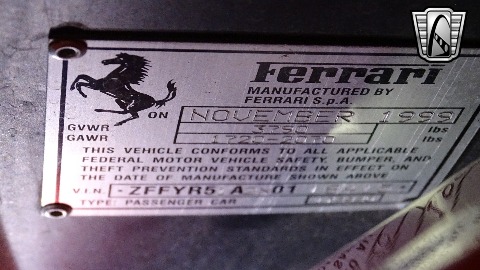 Ferrari
MANUFACTURED BY
FERRARI S.p.A.
ON NOVEMBER 1999
GVWR lbs
GAWR lbs
THIS VEHICLE CONFORMS TO ALL APPLICABLE
FEDERAL MOTOR VEHICLE SAFETY, BUMPER, AND
THEFT PREVENTION STANDARDS IN EFFECT ON
THE DATE OF MANUFACTURE SHOWN ABOVE
V.I.N.
TYPE: PASSENGER CAR